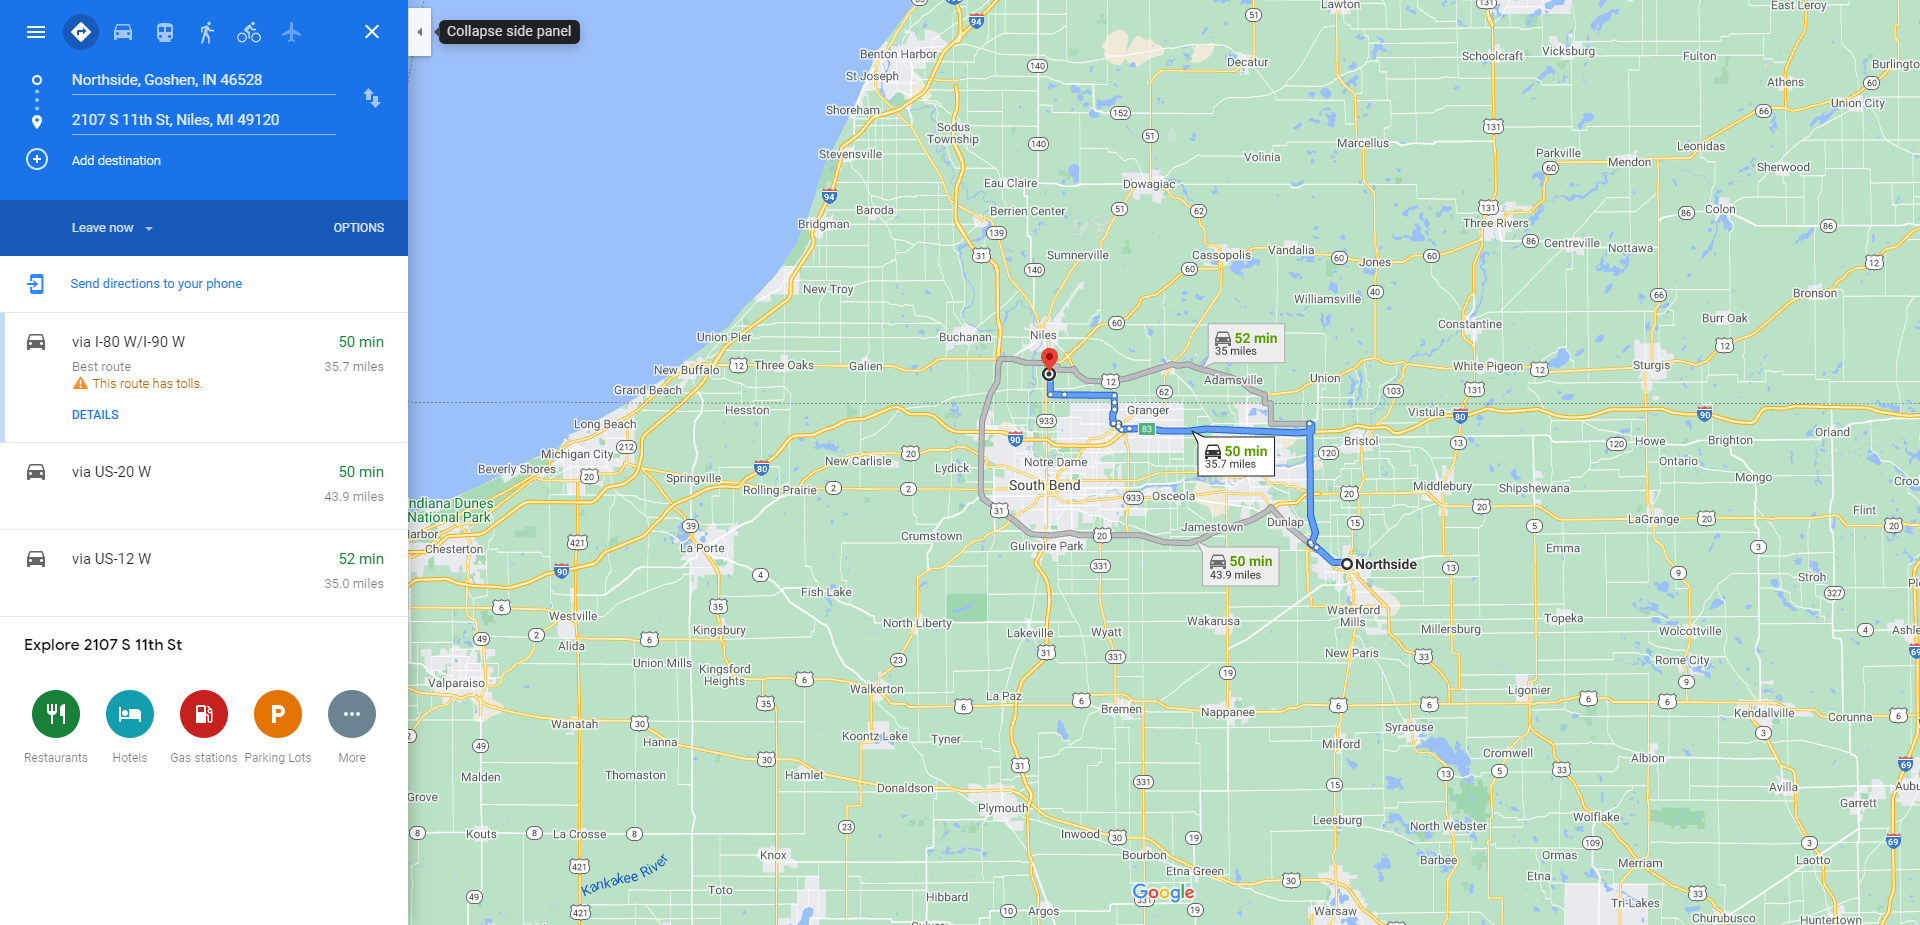 Collapse side panel
Northside, Goshen, IN 46528
2107 S 11th St, Niles, MI 49120
Add destination
Leave now
OPTIONS
Send directions to your phone
via I-80 W/I-90 W
50 min
Best route
35.7 miles
This route has tolls.
DETAILS
via US-20 W
50 min
43.9 miles
via US-12 W
52 min
35.0 miles
Explore 2107 S 11th St
Restaurants
Hotels
Gas stations
P
Parking Lots
More
52 min
35 miles
50 min
35.7 miles
50 min
43.9 miles
Northside
Lawton
East Leroy
Benton Harbor
St Joseph
Decatur
Schoolcraft
Vicksburg
Fulton
Athens
Burlington
Union City
Shoreham
Sodus
Township
Stevensville
Marcellus
Volinia
Parkville
Mendon
Leonidas
Sherwood
Eau Claire
Dowagiac
Baroda
Berrien Center
Bridgman
Three Rivers
Colon
Centreville
Nottawa
Sumnerville
Cassopolis
Vandalia
Jones
Bronson
New Troy
Williamsville
Constantine
Burr Oak
Union Pier
Buchanan
Niles
New Buffalo
Three Oaks
Galien
White Pigeon
Sturgis
Grand Beach
Adamsville
Union
Hesston
Granger
Vistula
Long Beach
Bristol
Howe
Brighton
Orland
Michigan City
Beverly Shores
New Carlisle
Lydick
Notre Dame
Ontario
Springville
Rolling Prairie
South Bend
Osceola
Middlebury
Shipshewana
Mongo
ndiana Dunes
National Park
Jamestown
Dunlap
LaGrange
Flint
Chesterton
La Porte
Crumstown
Gulivoire Park
Emma
Fish Lake
Stroh
Westville
Waterford
Mills
Topeka
North Liberty
Lakeville
Wyatt
Wakarusa
Millersburg
Wolcottville
Alida
Kingsbury
Union Mills
Kingsford
Heights
New Paris
Rome City
Valparaiso
Walkerton
La Paz
Bremen
Nappanee
Ligonier
Kendallville
Corunna
Wanatah
Hanna
Koontz Lake
Tyner
Milford
Syracuse
Cromwell
Albion
Malden
Thomaston
Hamlet
Donaldson
Plymouth
Avilla
Garrett
Grove
Kouts
La Crosse
Inwood
Leesburg
North Webster
Wolflake
Knox
Bourbon
Barbee
Ormas
Merriam
Laotto
Kankakee River
Toto
Etna Green
Etna
Hibbard
Argos
Google
Warsaw
Tri-Lakes
Churubusco
Huntertown